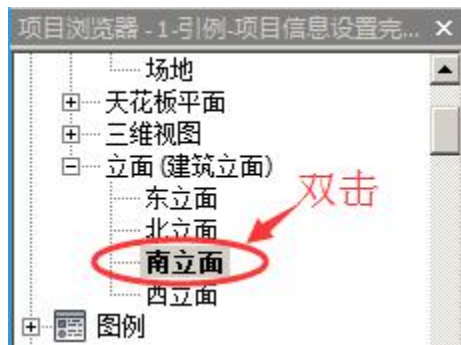 项目浏览器 - 1-引例-项目信息设置完...
场地
天花板平面
三维视图
立面 (建筑立面)
东立面
双击
北立面
南立面
西立面
图例